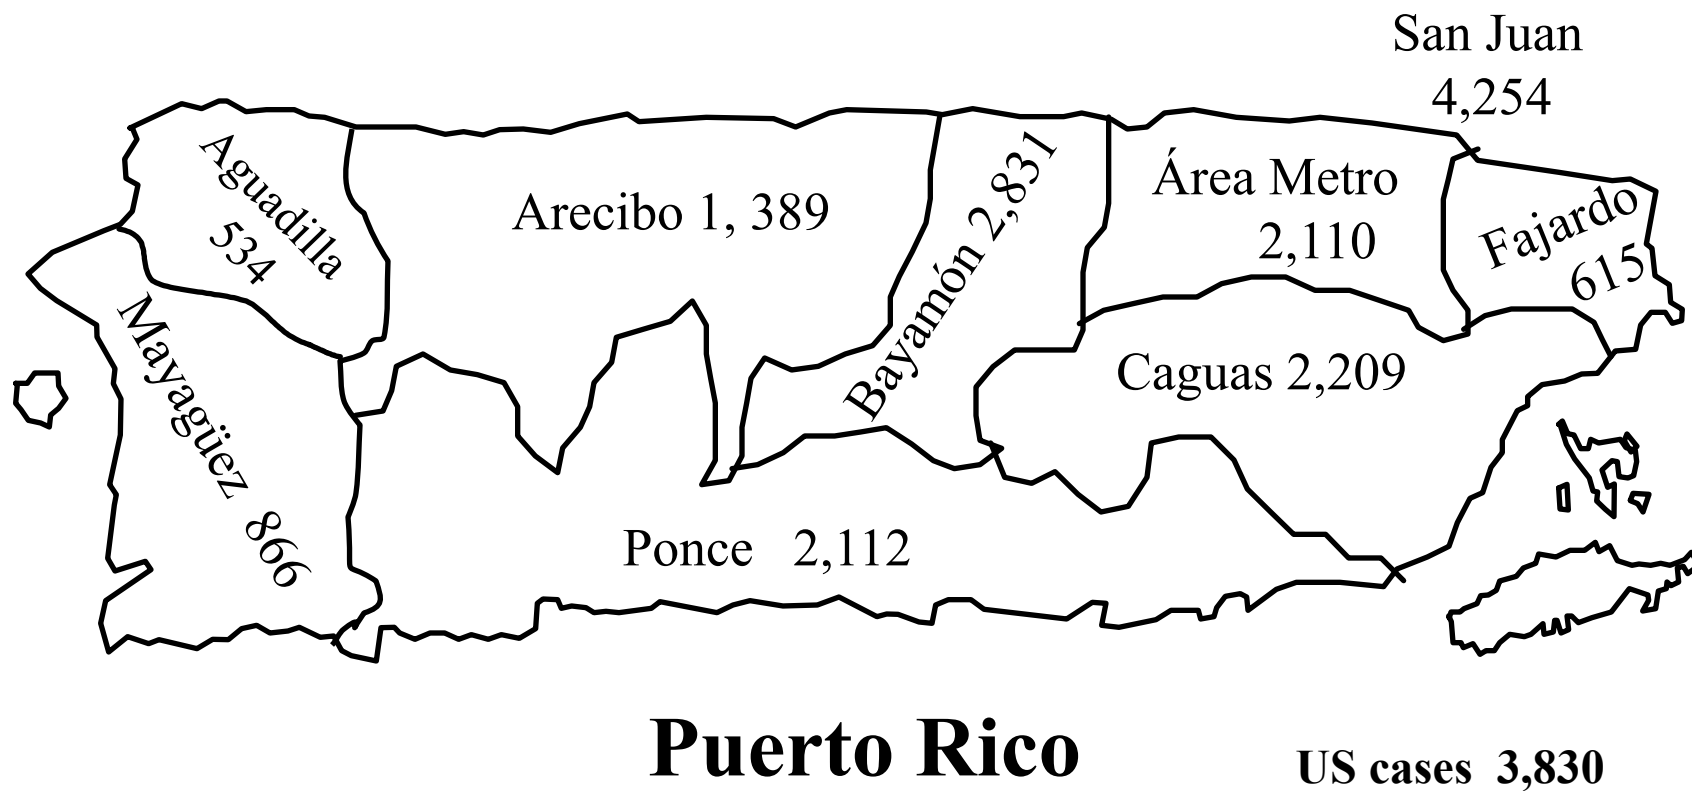 San Juan
4,254
Aguadilla
534
Arecibo 1, 389
Bayamón 2,831
Área Metro
2,110
Fajardo
615
Mayagüez 866
Caguas 2,209
Ponce 2,112
Puerto Rico
US cases 3,830